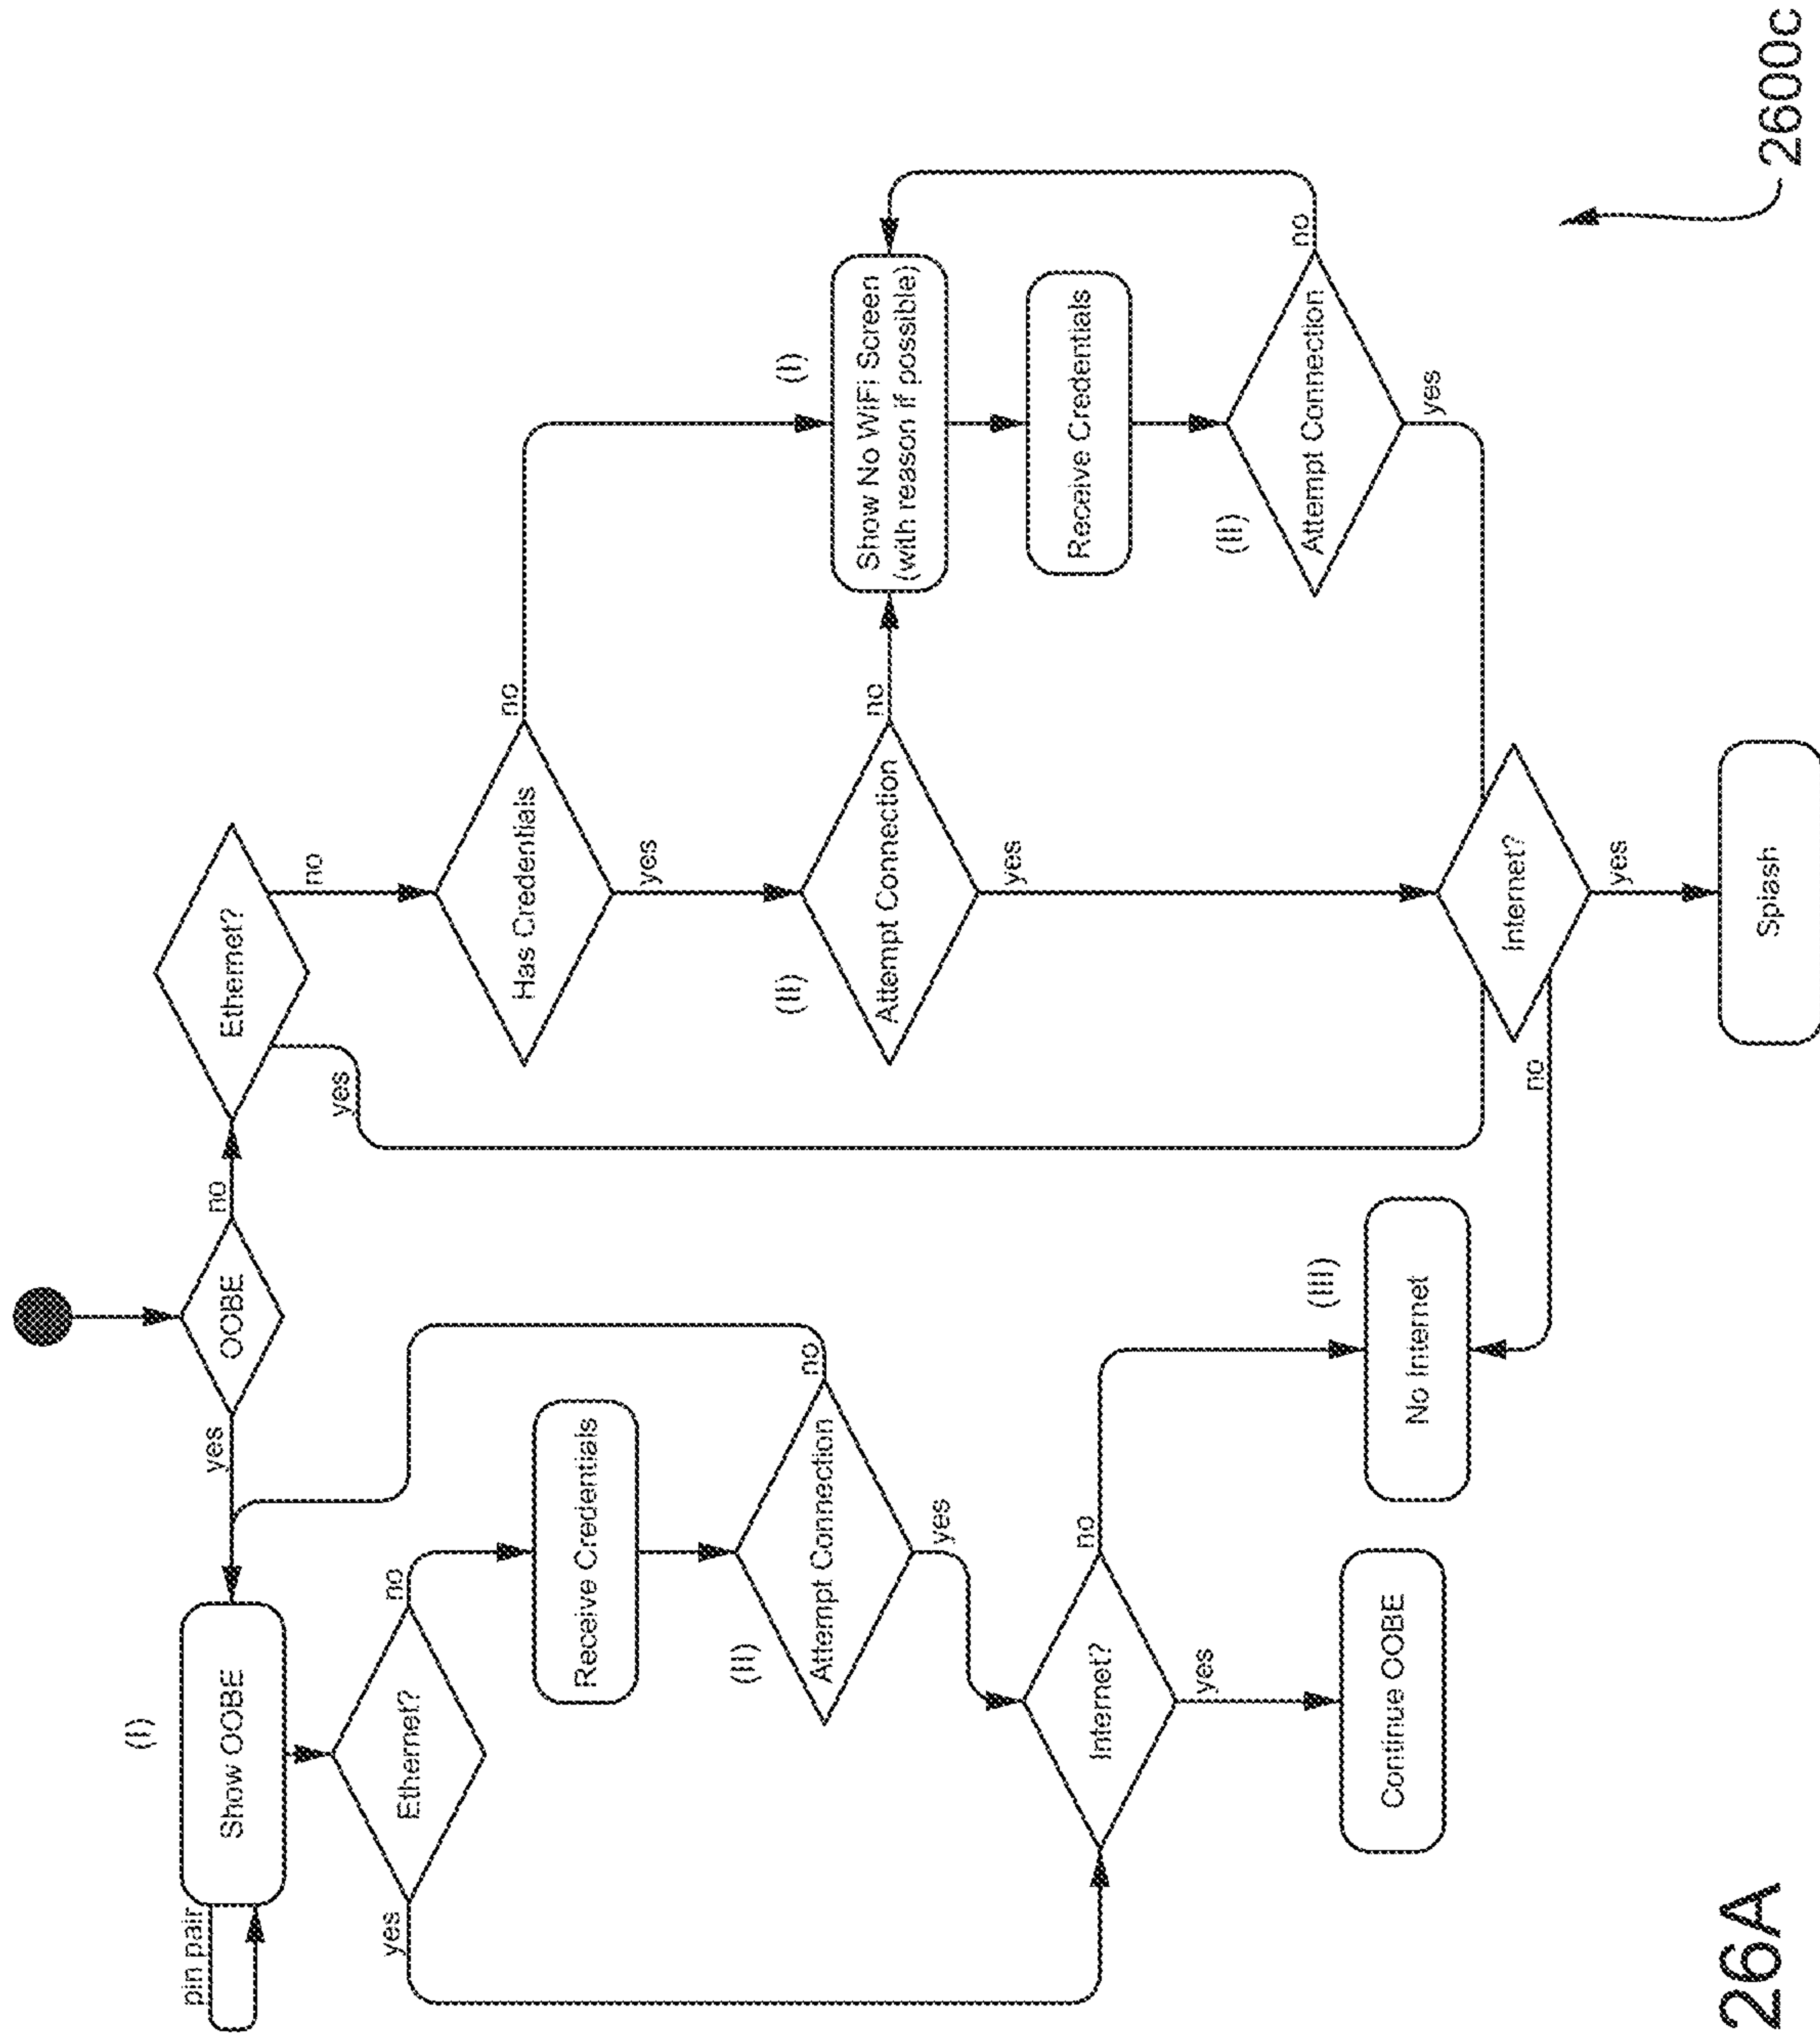 OOBE
yes
no
(I)
pin pair
Show OOBE
Ethernet?
yes
no
Receive Credentials
(II)
Attempt Connection
no
yes
Internet?
no
yes
Continue OOBE
(III)
No Internet
Ethernet?
yes
no
Has Credentials
no
yes
(II)
Attempt Connection
no
yes
(I)
Show No WiFi Screen
(with reason if possible)
Receive Credentials
(II)
Attempt Connection
no
yes
Internet?
no
yes
Splash
26A
2600c